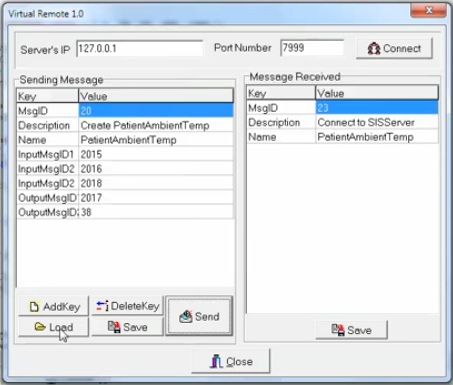 Virtual Remote 1.0
Server's IP 127.0.0.1 Port Number 7999 Connect
Sending Message
Key Value
MsgID 20
Description Create PatientAmbientTemp
Name PatientAmbientTemp
InputMsgID1 2015
InputMsgID2 2016
InputMsgID2 2018
OutputMsgID 2017
OutputMsgID: 38
AddKey DeleteKey
Load Save Send
Message Received
Key Value
MsgID 23
Description Connect to SISServer
Name PatientAmbientTemp
Save
Close